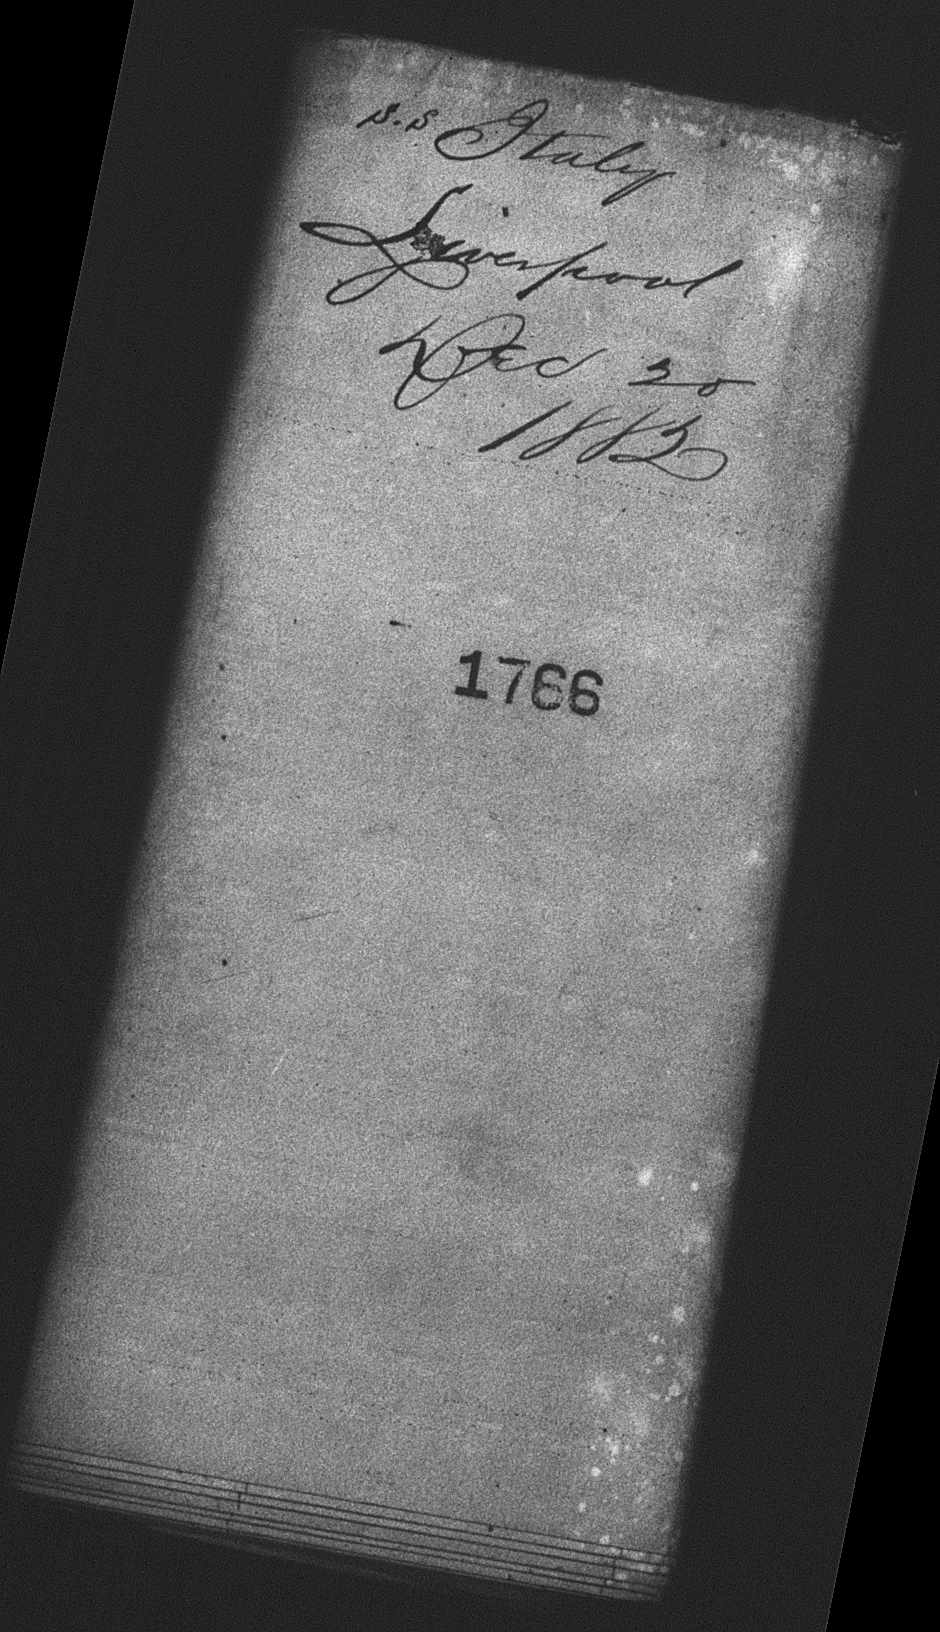 S.S Italy
Liverpool
Dec 20
1882
1766